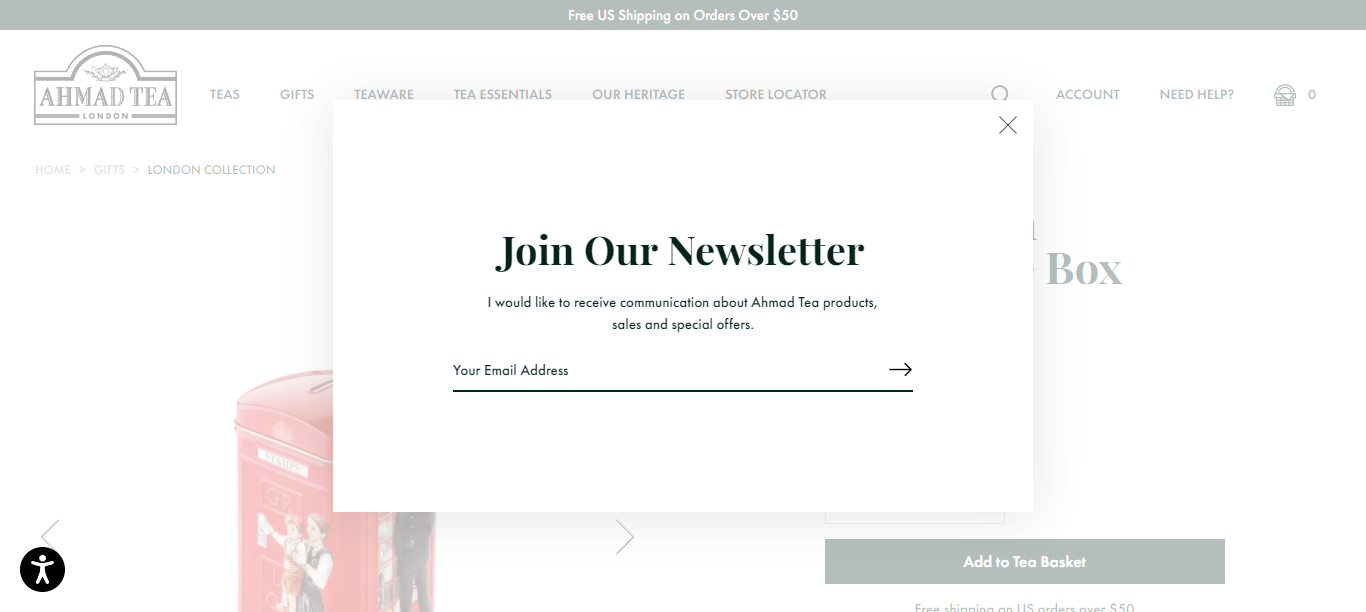 Free US Shipping on Orders Over $50
AHMAD TEA
LONDON
TEAS GIFTS TEAWARE TEA ESSENTIALS OUR HERITAGE STORE LOCATOR ACCOUNT NEED HELP? 0
HOME > GIFTS > LONDON COLLECTION
Box
Join Our Newsletter
I would like to receive communication about Ahmad Tea products,
sales and special offers.
Your Email Address
STAMPS
GR
Add to Tea Basket
Free shipping on US orders over $50